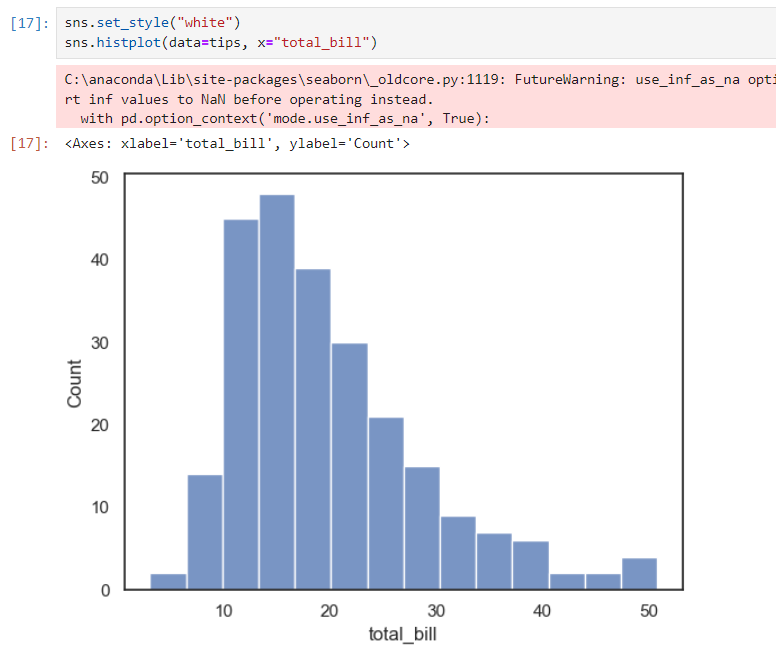 [17]: sns.set_style("white")
sns.histplot(data=tips, x="total_bill")
C:\anaconda\Lib\site-packages\seaborn\_oldcore.py:1119: FutureWarning: use_inf_as_na opti
rt inf values to NaN before operating instead.
with pd.option_context('mode.use_inf_as_na', True):
[17]: <Axes: xlabel='total_bill', ylabel='Count'>
50
40
30
20
10
0
Count
10 20 30 40 50
total_bill